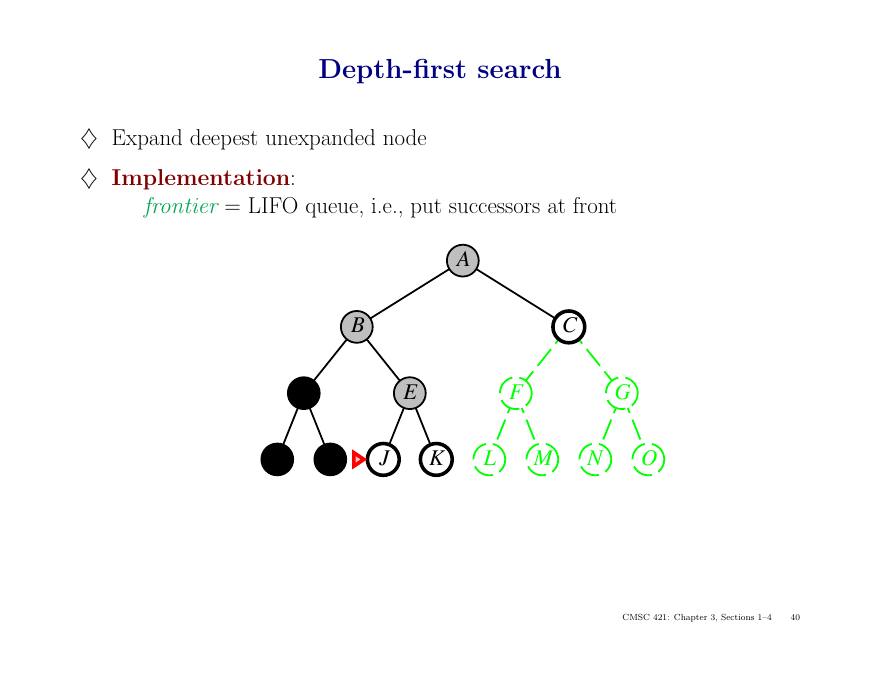 Depth-first search
♢ Expand deepest unexpanded node
♢ Implementation:
frontier = LIFO queue, i.e., put successors at front
A
B C
E F G
J K L M N O
CMSC 421: Chapter 3, Sections 1–4 40